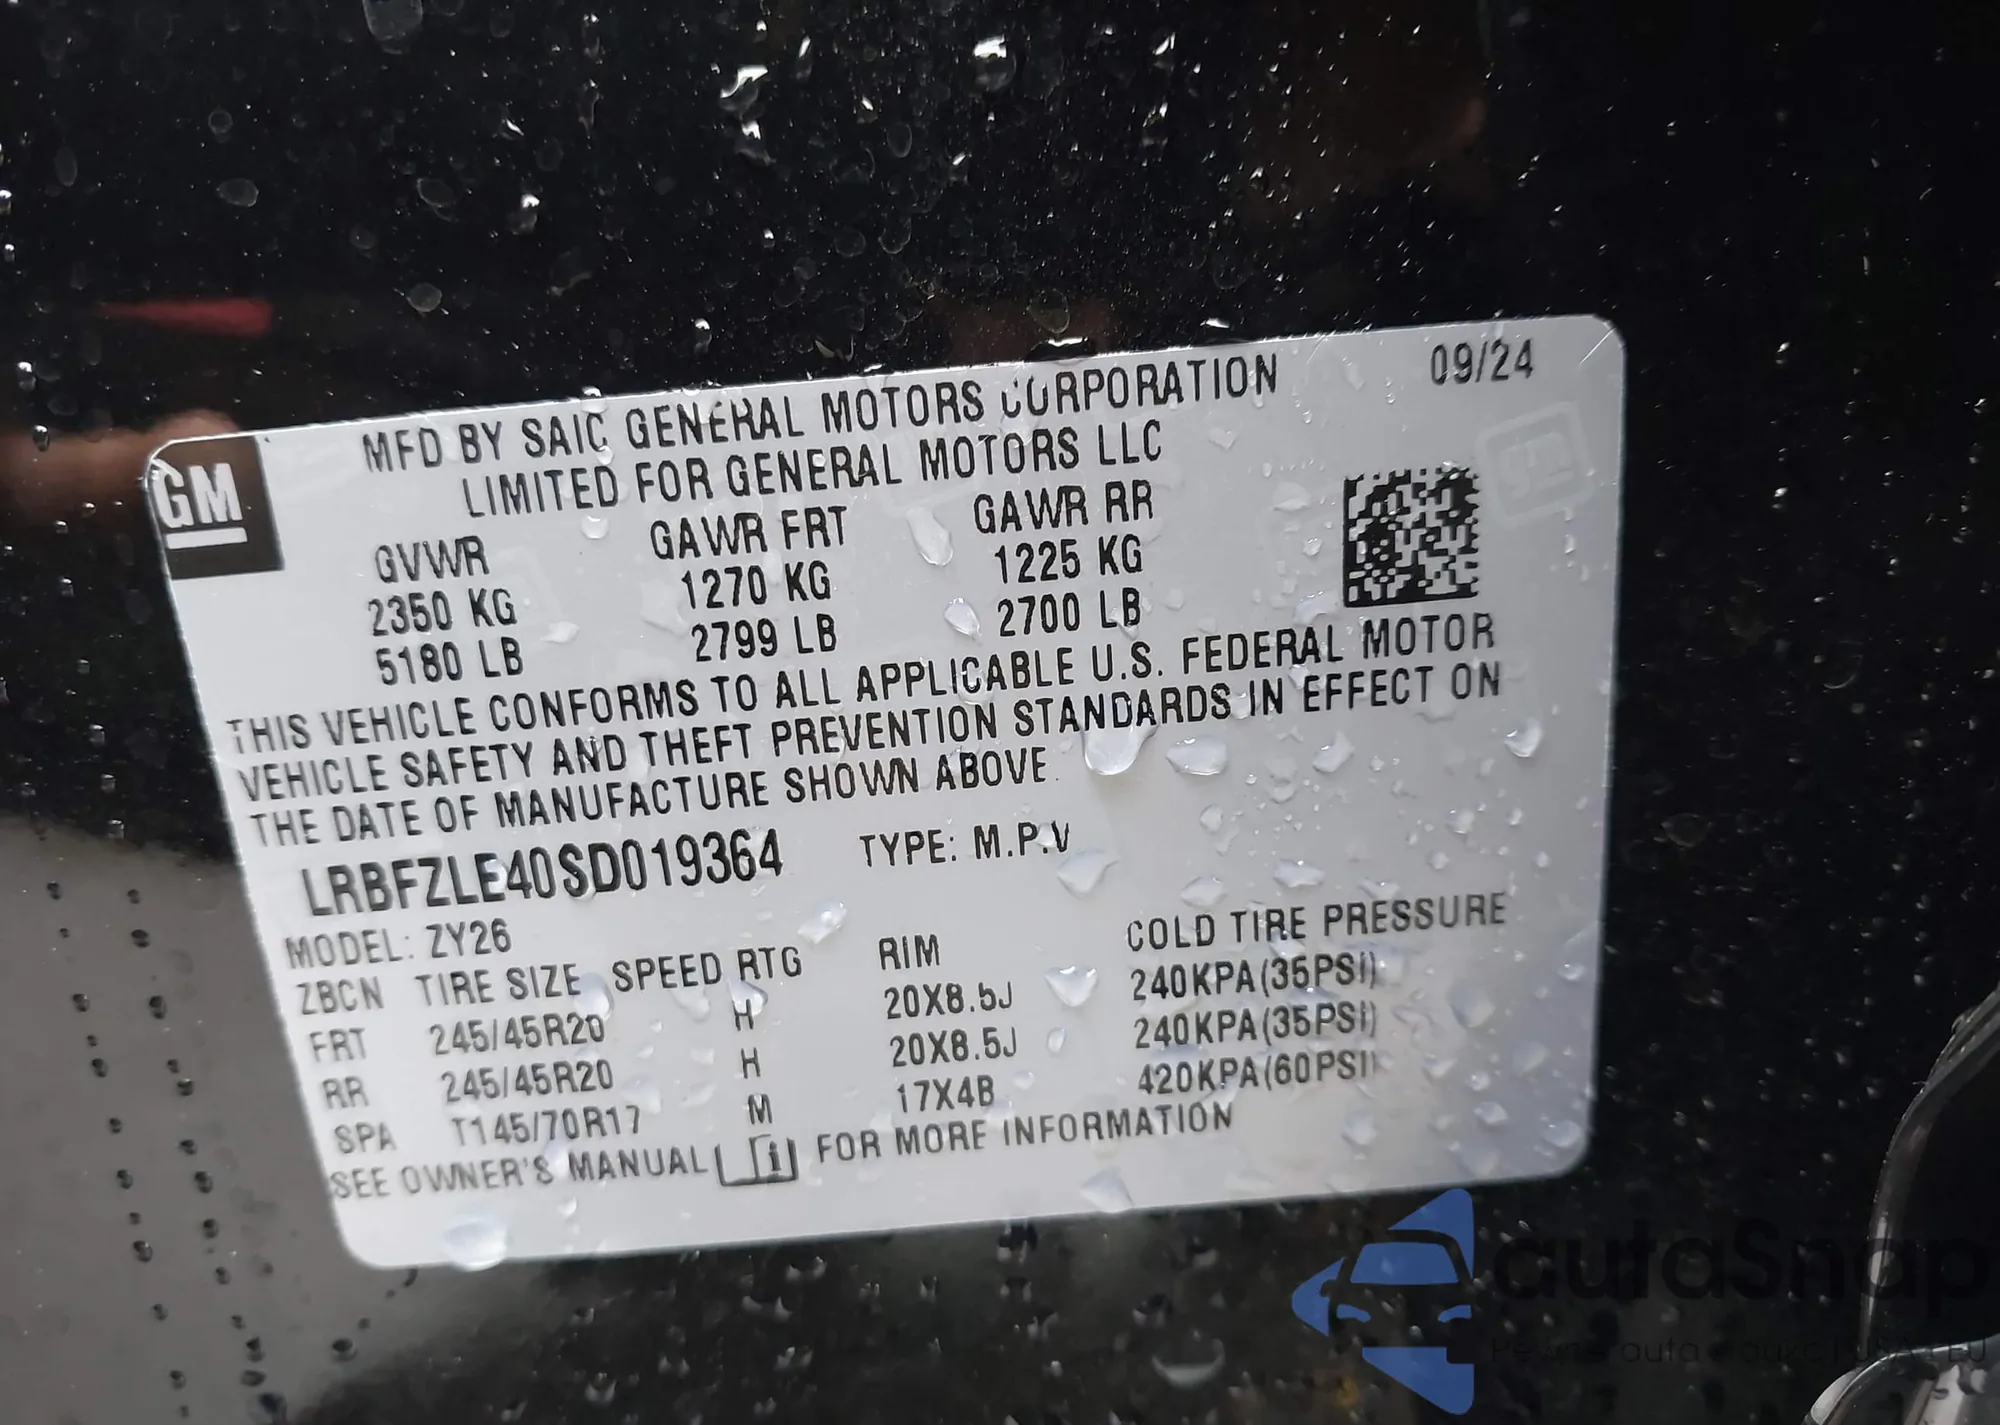 GM
MFD BY SAIC GENERAL MOTORS CORPORATION 09/24
LIMITED FOR GENERAL MOTORS LLC
GVWR GAWR FRT GAWR RR
2350 KG 1270 KG 1225 KG
5180 LB 2799 LB 2700 LB
THIS VEHICLE CONFORMS TO ALL APPLICABLE U.S. FEDERAL MOTOR
VEHICLE SAFETY AND THEFT PREVENTION STANDARDS IN EFFECT ON
THE DATE OF MANUFACTURE SHOWN ABOVE.
LRBFZLE40SD019364 TYPE: M.P.V
MODEL: ZY26
ZBCN TIRE SIZE SPEED RTG RIM COLD TIRE PRESSURE
FRT 245/45R20 H 20X8.5J 240KPA(35PSI)
RR 245/45R20 H 20X8.5J 240KPA(35PSI)
SPA T145/70R17 M 17X4B 420KPA(60PSI)
SEE OWNER'S MANUAL FOR MORE INFORMATION
autoSnap